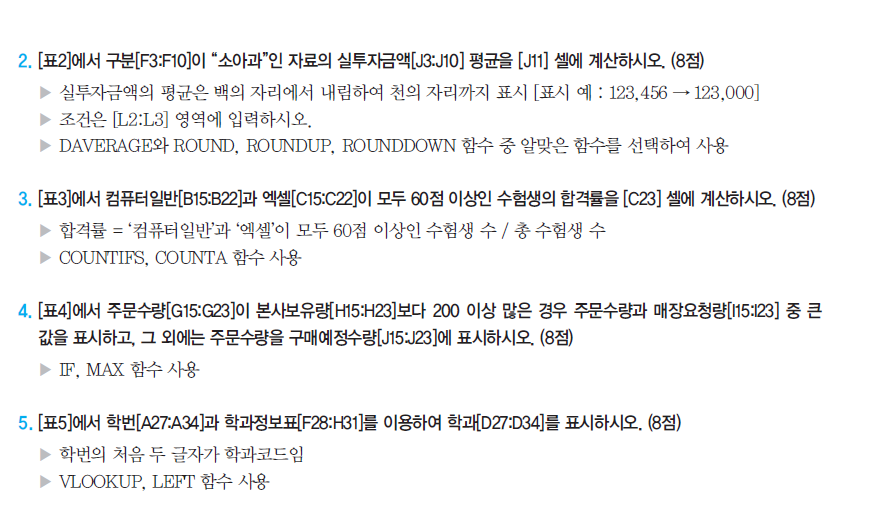 2. [표2]에서 구분[F3:F10]이 “소아과”인 자료의 실투자금액[J3:J10] 평균을 [J11] 셀에 계산하시오. (8점)
▶ 실투자금액의 평균은 백의 자리에서 내림하여 천의 자리까지 표시 [표시 예 : 123,456 → 123,000]
▶ 조건은 [L2:L3] 영역에 입력하시오.
▶ DAVERAGE와 ROUND, ROUNDUP, ROUNDDOWN 함수 중 알맞은 함수를 선택하여 사용
3. [표3]에서 컴퓨터일반[B15:B22]과 엑셀[C15:C22]이 모두 60점 이상인 수험생의 합격률을 [C23] 셀에 계산하시오. (8점)
▶ 합격률 = ‘컴퓨터일반’과 ‘엑셀’이 모두 60점 이상인 수험생 수 / 총 수험생 수
▶ COUNTIFS, COUNTA 함수 사용
4. [표4]에서 주문수량[G15:G23]이 본사보유량[H15:H23]보다 200 이상 많은 경우 주문수량과 매장요청량[I15:I23] 중 큰
값을 표시하고, 그 외에는 주문수량을 구매예정수량[J15:J23]에 표시하시오. (8점)
▶ IF, MAX 함수 사용
5. [표5]에서 학번[A27:A34]과 학과정보표[F28:H31]를 이용하여 학과[D27:D34]를 표시하시오. (8점)
▶ 학번의 처음 두 글자가 학과코드임
▶ VLOOKUP, LEFT 함수 사용